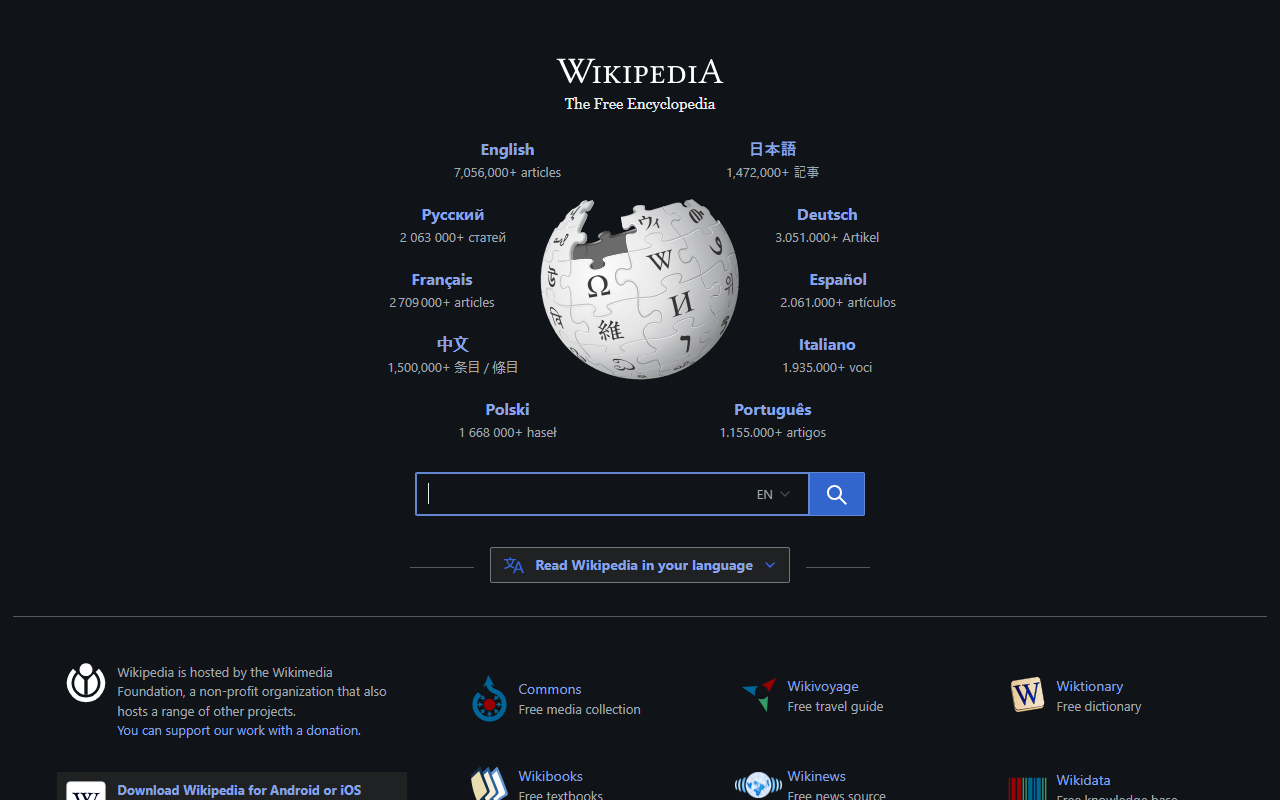 WIKIPEDIA
The Free Encyclopedia
English
7,056,000+ articles
日本語
1,472,000+ 記事
Русский
2 063 000+ статей
Deutsch
3.051.000+ Artikel
Français
2 709 000+ articles
Español
2.061.000+ artículos
中文
1,500,000+ 条目 / 條目
Italiano
1.935.000+ voci
Polski
1 668 000+ haseł
Português
1.155.000+ artigos
Ω
W
И
維
ウィ
EN
Read Wikipedia in your language
Wikipedia is hosted by the Wikimedia
Foundation, a non-profit organization that also
hosts a range of other projects.
You can support our work with a donation.
Download Wikipedia for Android or iOS
Commons
Free media collection
Wikivoyage
Free travel guide
Wiktionary
Free dictionary
Wikibooks
Free textbooks
Wikinews
Free news source
Wikidata
Free knowledge base